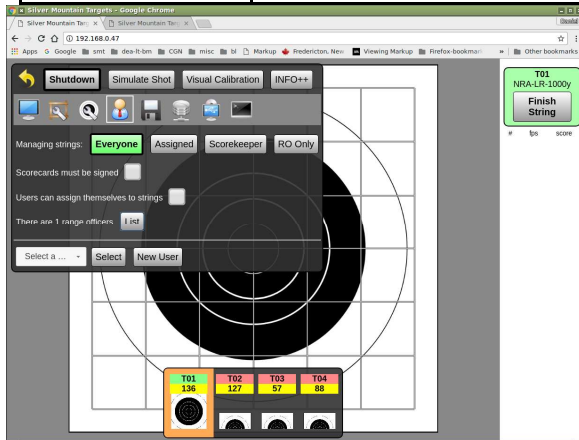 Silver Mountain Targets - Google Chrome
Silver Mountain Targ × Silver Mountain Targ ×
192.168.0.47
Apps Google smt dea-lt-bm CGN misc bl Markup Fredericton, New Viewing Markup Firefox-bookmar » Other bookmarks
Shutdown Simulate Shot Visual Calibration INFO++
Managing strings: Everyone Assigned Scorekeeper RO Only
Scorecards must be signed
Users can assign themselves to strings
There are 1 range officers List
Select a ... Select New User
T01
NRA-LR-1000y
Finish
String
# fps score
T01 T02 T03 T04
136 127 57 88